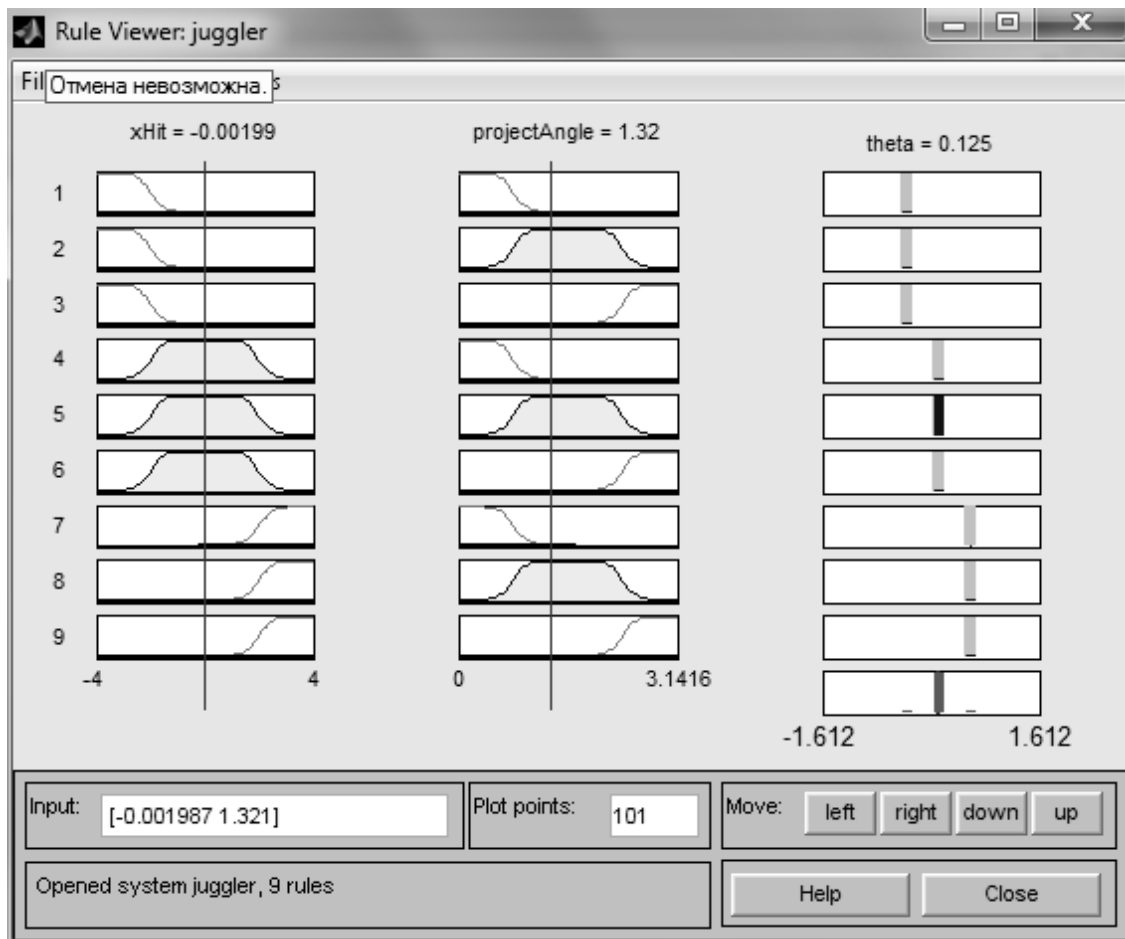 Rule Viewer: juggler
Fil
Отмена невозможна.
s
xHit = -0.00199
projectAngle = 1.32
theta = 0.125
1
2
3
4
5
6
7
8
9
-4 4
0 3.1416
-1.612 1.612
Input: [-0.001987 1.321]
Plot points: 101
Move: left right down up
Opened system juggler, 9 rules
Help Close